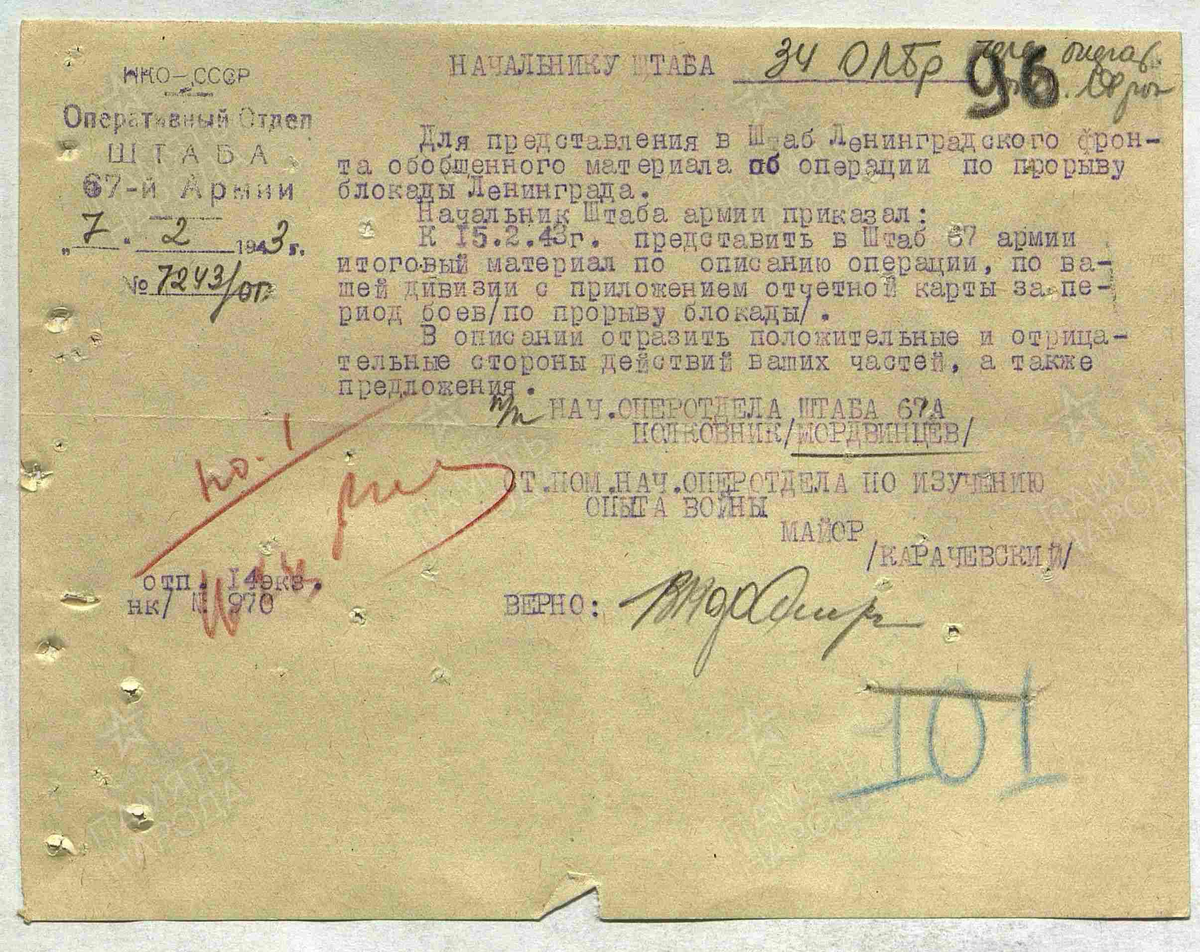 НКО-СССР
Оперативный Отдел
ШТАБА
67-й Армии
„7" 2 1943 г.
№ 7243/оп
НАЧАЛЬНИКУ ШТАБА 34 ОЛБр
96
Для представления в Штаб Ленинградского фрон-
та обобшенного материала об операции по прорыву
блокады Ленинграда.
Начальник Штаба армии приказал:
К 15.2.43г. представить в Штаб 67 армии
итоговый материал по описанию операции, по ва-
шей дивизии с приложением отчетной карты за пе-
риод боев/по прорыву блокады/.
В описании отразить положительные и отрица-
тельные стороны действий ваших частей, а также
предложения.
п/п НАЧ.ОПЕРОТДЕЛА ШТАБА 67А
ПОЛКОВНИК/МОРДВИНЦЕВ/
СТ.ПОМ.НАЧ.ОПЕРОТДЕЛА ПО ИЗУЧЕНИЮ
ОПЫТА ВОЙНЫ
МАЙОР
/КАРАЧЕВСКИЙ/
отп. 14экз.
нк/ № 970
ВЕРНО:
101
ПАМЯТЬ
НАРОДА